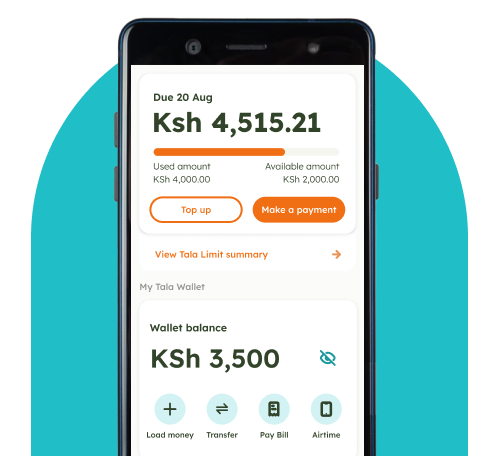 Due 20 Aug
Ksh 4,515.21
Used amount Available amount
KSh 4,000.00 KSh 2,000.00
Top up Make a payment
View Tala Limit summary
My Tala Wallet
Wallet balance
KSh 3,500
Load money Transfer Pay Bill Airtime